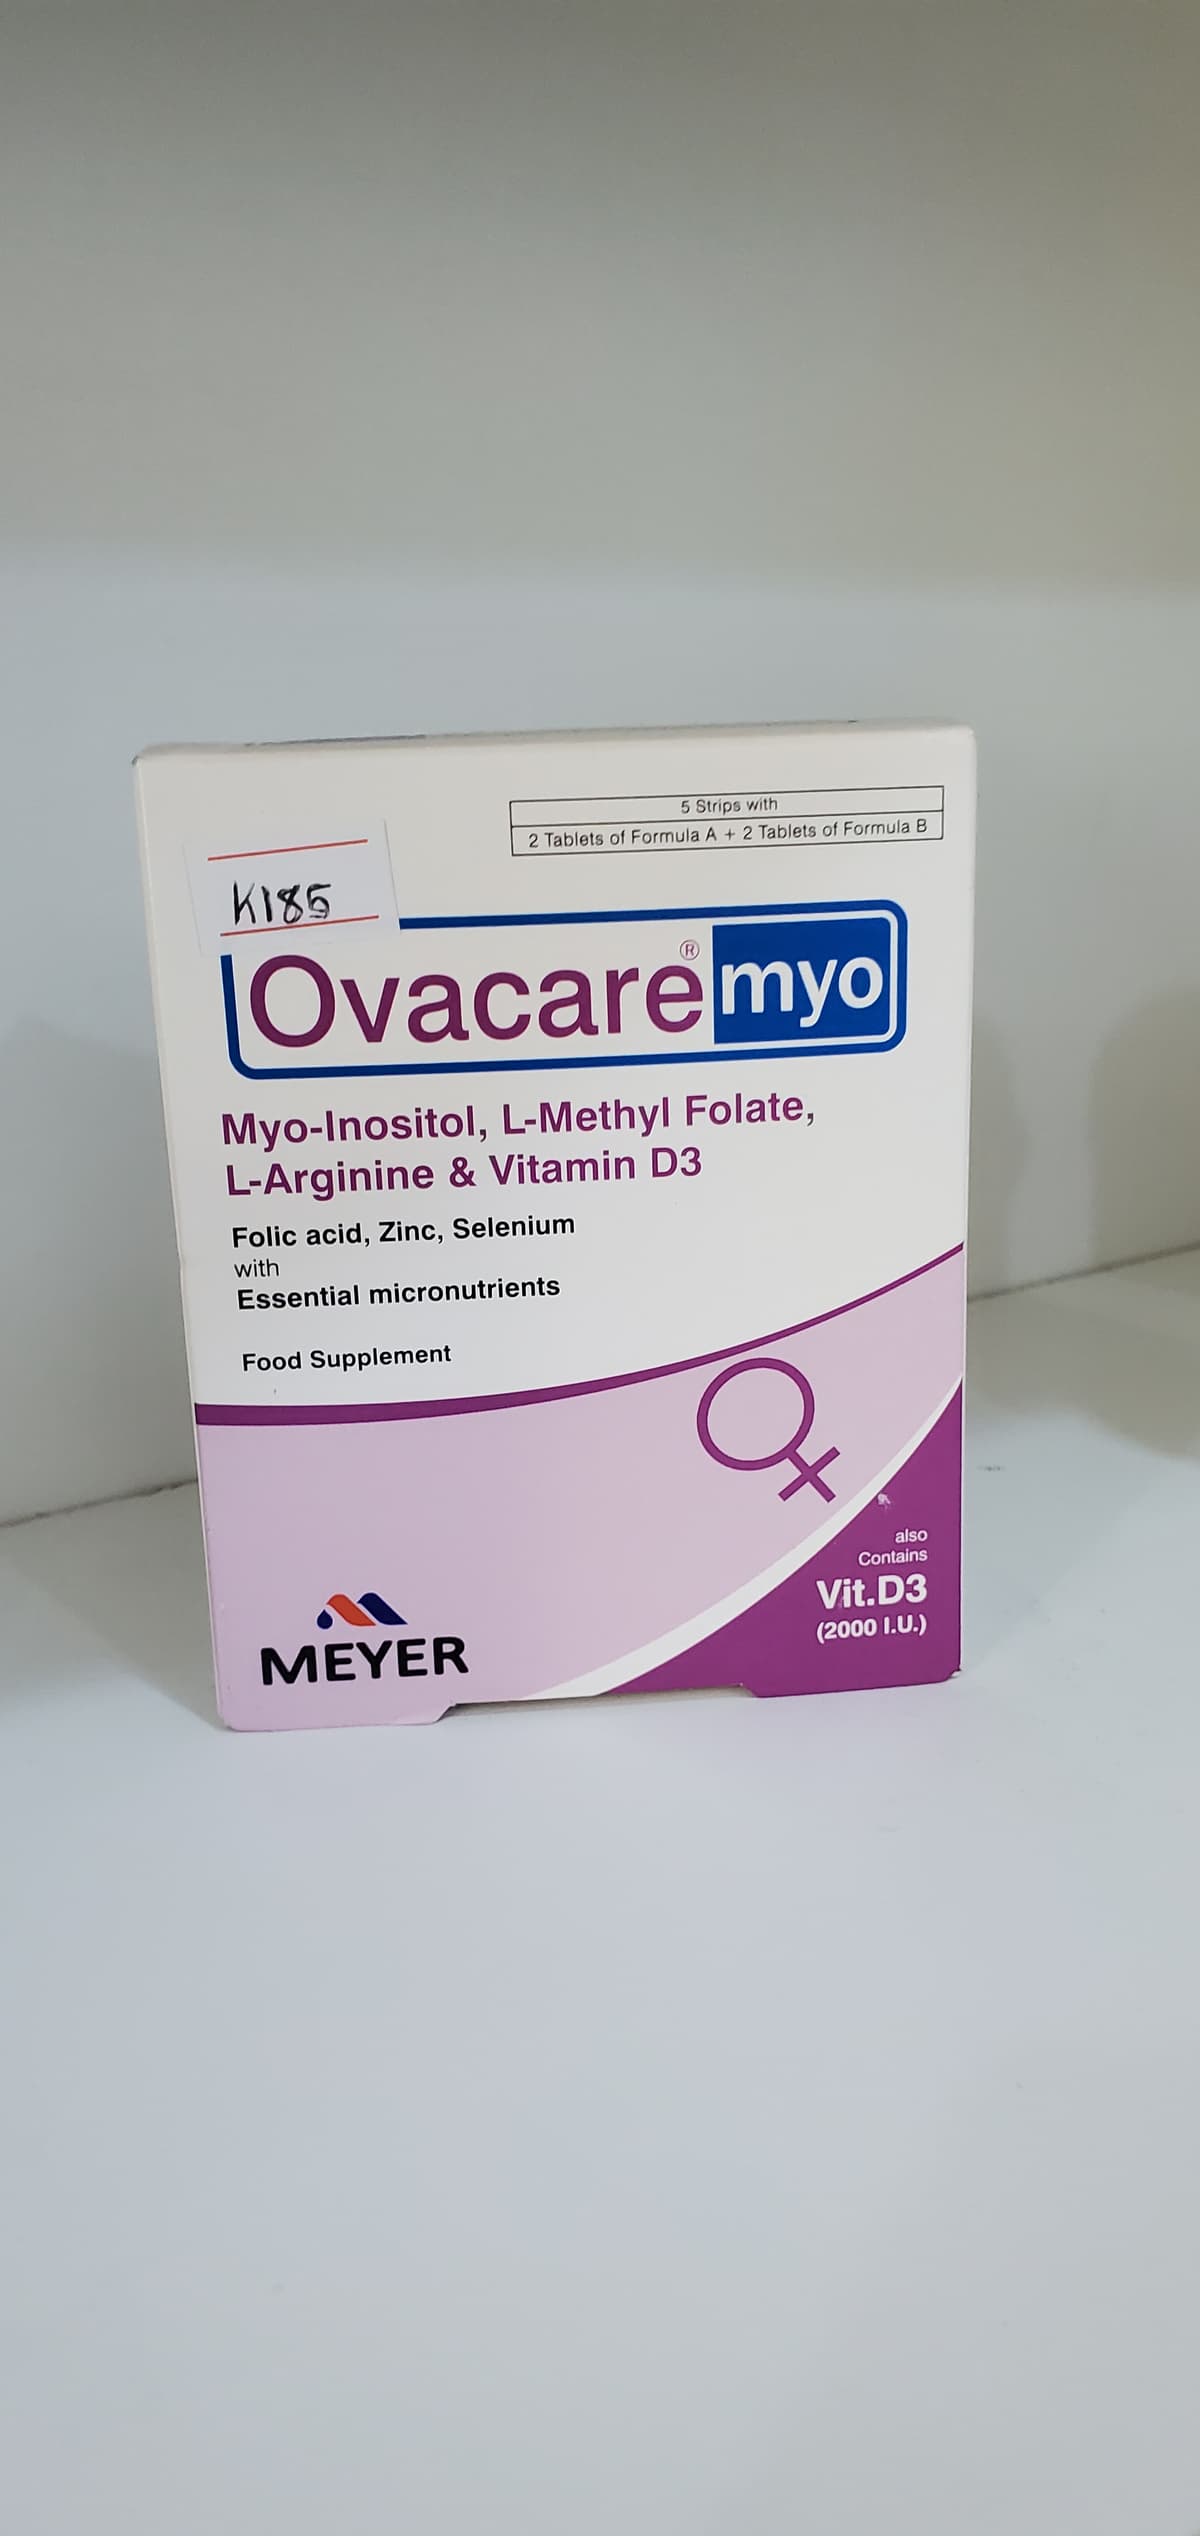 5 Strips with
2 Tablets of Formula A + 2 Tablets of Formula B
K185
Ovacare® myo
Myo-Inositol, L-Methyl Folate,
L-Arginine & Vitamin D3
Folic acid, Zinc, Selenium
with
Essential micronutrients
Food Supplement
also
Contains
Vit.D3
(2000 I.U.)
MEYER